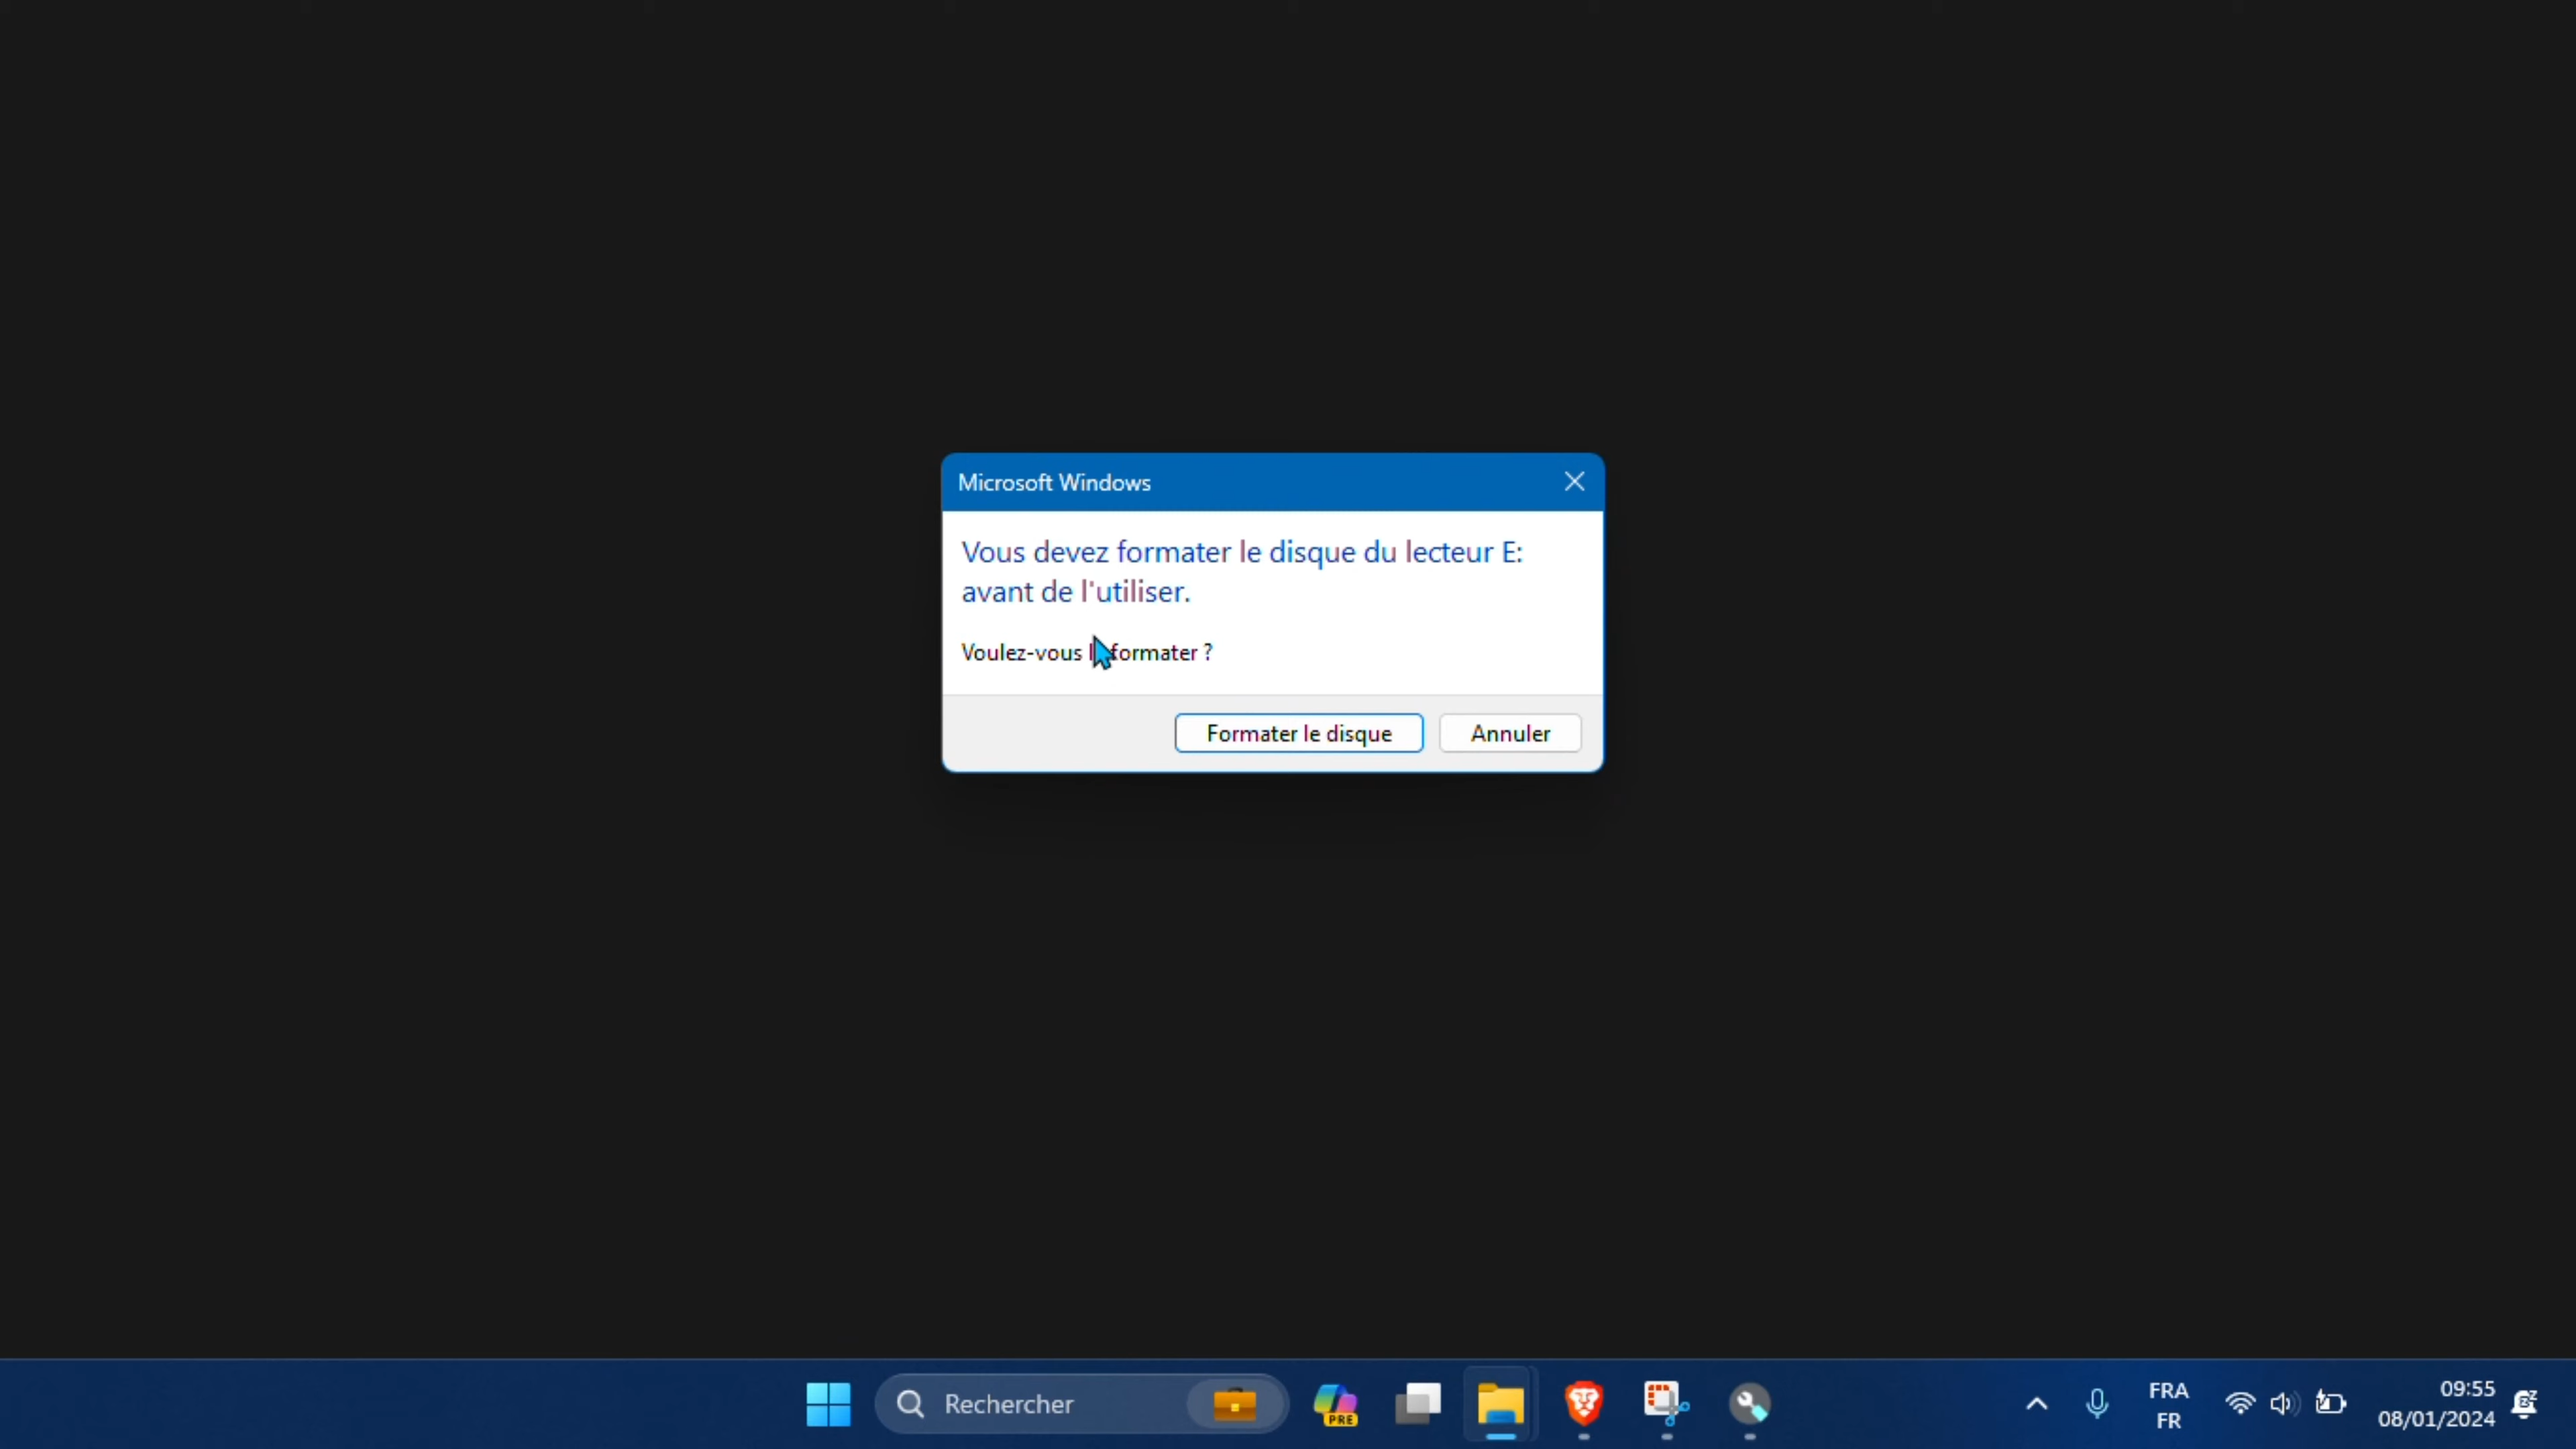 Microsoft Windows
Vous devez formater le disque du lecteur E:
avant de l'utiliser.
Voulez-vous formater ?
Formater le disque
Annuler
Rechercher
PRE
FRA
FR
09:55
08/01/2024